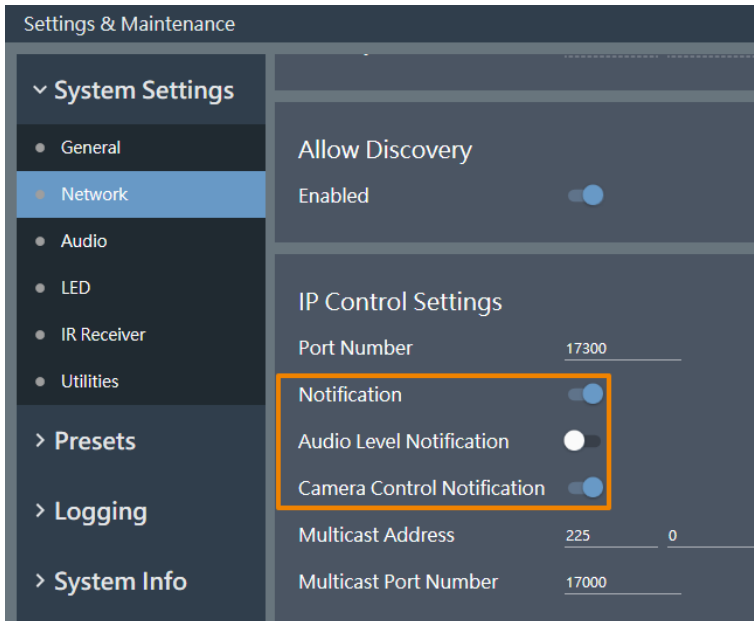 Settings & Maintenance
System Settings
General
Network
Audio
LED
IR Receiver
Utilities
Presets
Logging
System Info
Allow Discovery
Enabled
IP Control Settings
Port Number 17300
Notification
Audio Level Notification
Camera Control Notification
Multicast Address 225 0
Multicast Port Number 17000